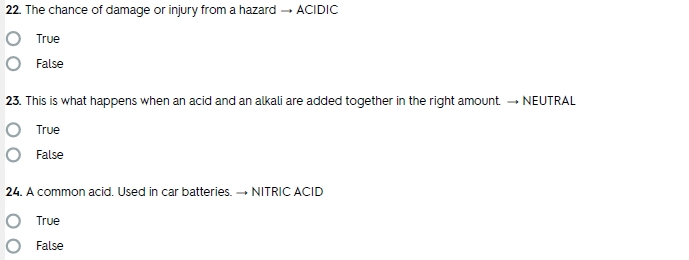 22. The chance of damage or injury from a hazard → ACIDIC
True
False
23. This is what happens when an acid and an alkali are added together in the right amount. → NEUTRAL
True
False
24. A common acid. Used in car batteries. → NITRIC ACID
True
False